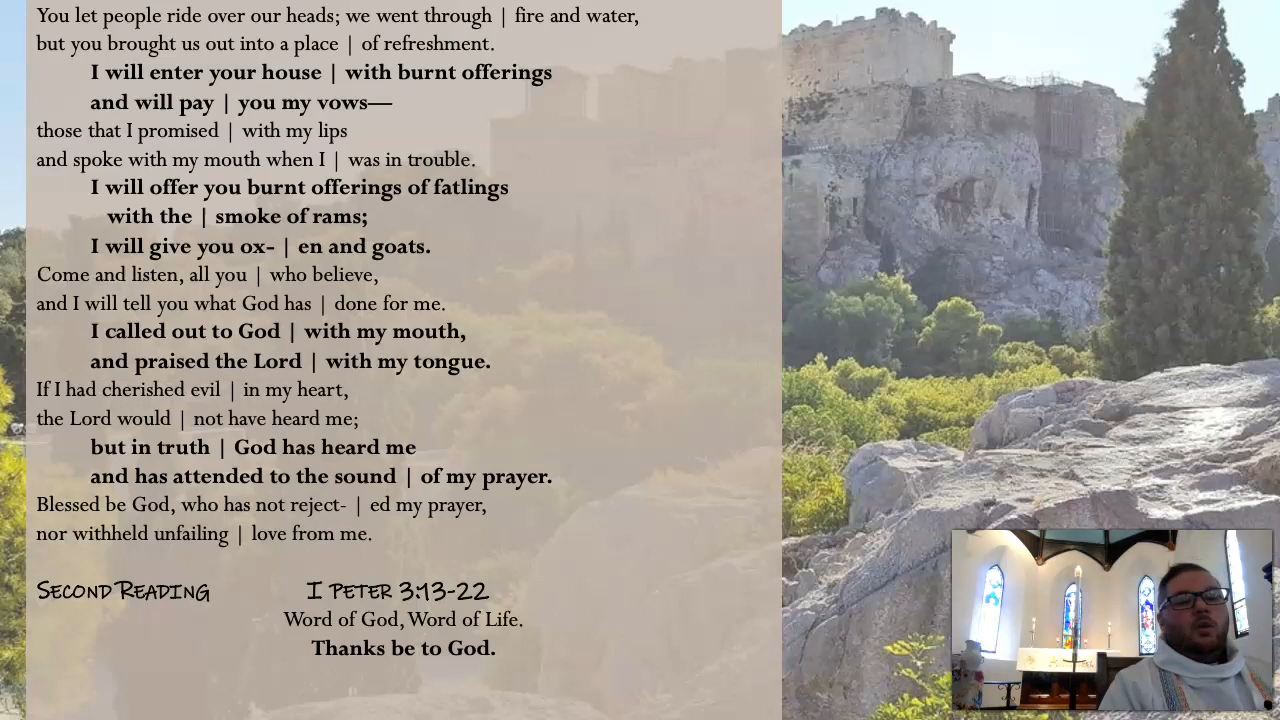 You let people ride over our heads; we went through | fire and water,
but you brought us out into a place | of refreshment.
I will enter your house | with burnt offerings
and will pay | you my vows—
those that I promised | with my lips
and spoke with my mouth when I | was in trouble.
I will offer you burnt offerings of fatlings
with the | smoke of rams;
I will give you ox- | en and goats.
Come and listen, all you | who believe,
and I will tell you what God has | done for me.
I called out to God | with my mouth,
and praised the Lord | with my tongue.
If I had cherished evil | in my heart,
the Lord would | not have heard me;
but in truth | God has heard me
and has attended to the sound | of my prayer.
Blessed be God, who has not reject- | ed my prayer,
nor withheld unfailing | love from me.
Second Reading I Peter 3:13-22
Word of God, Word of Life.
Thanks be to God.